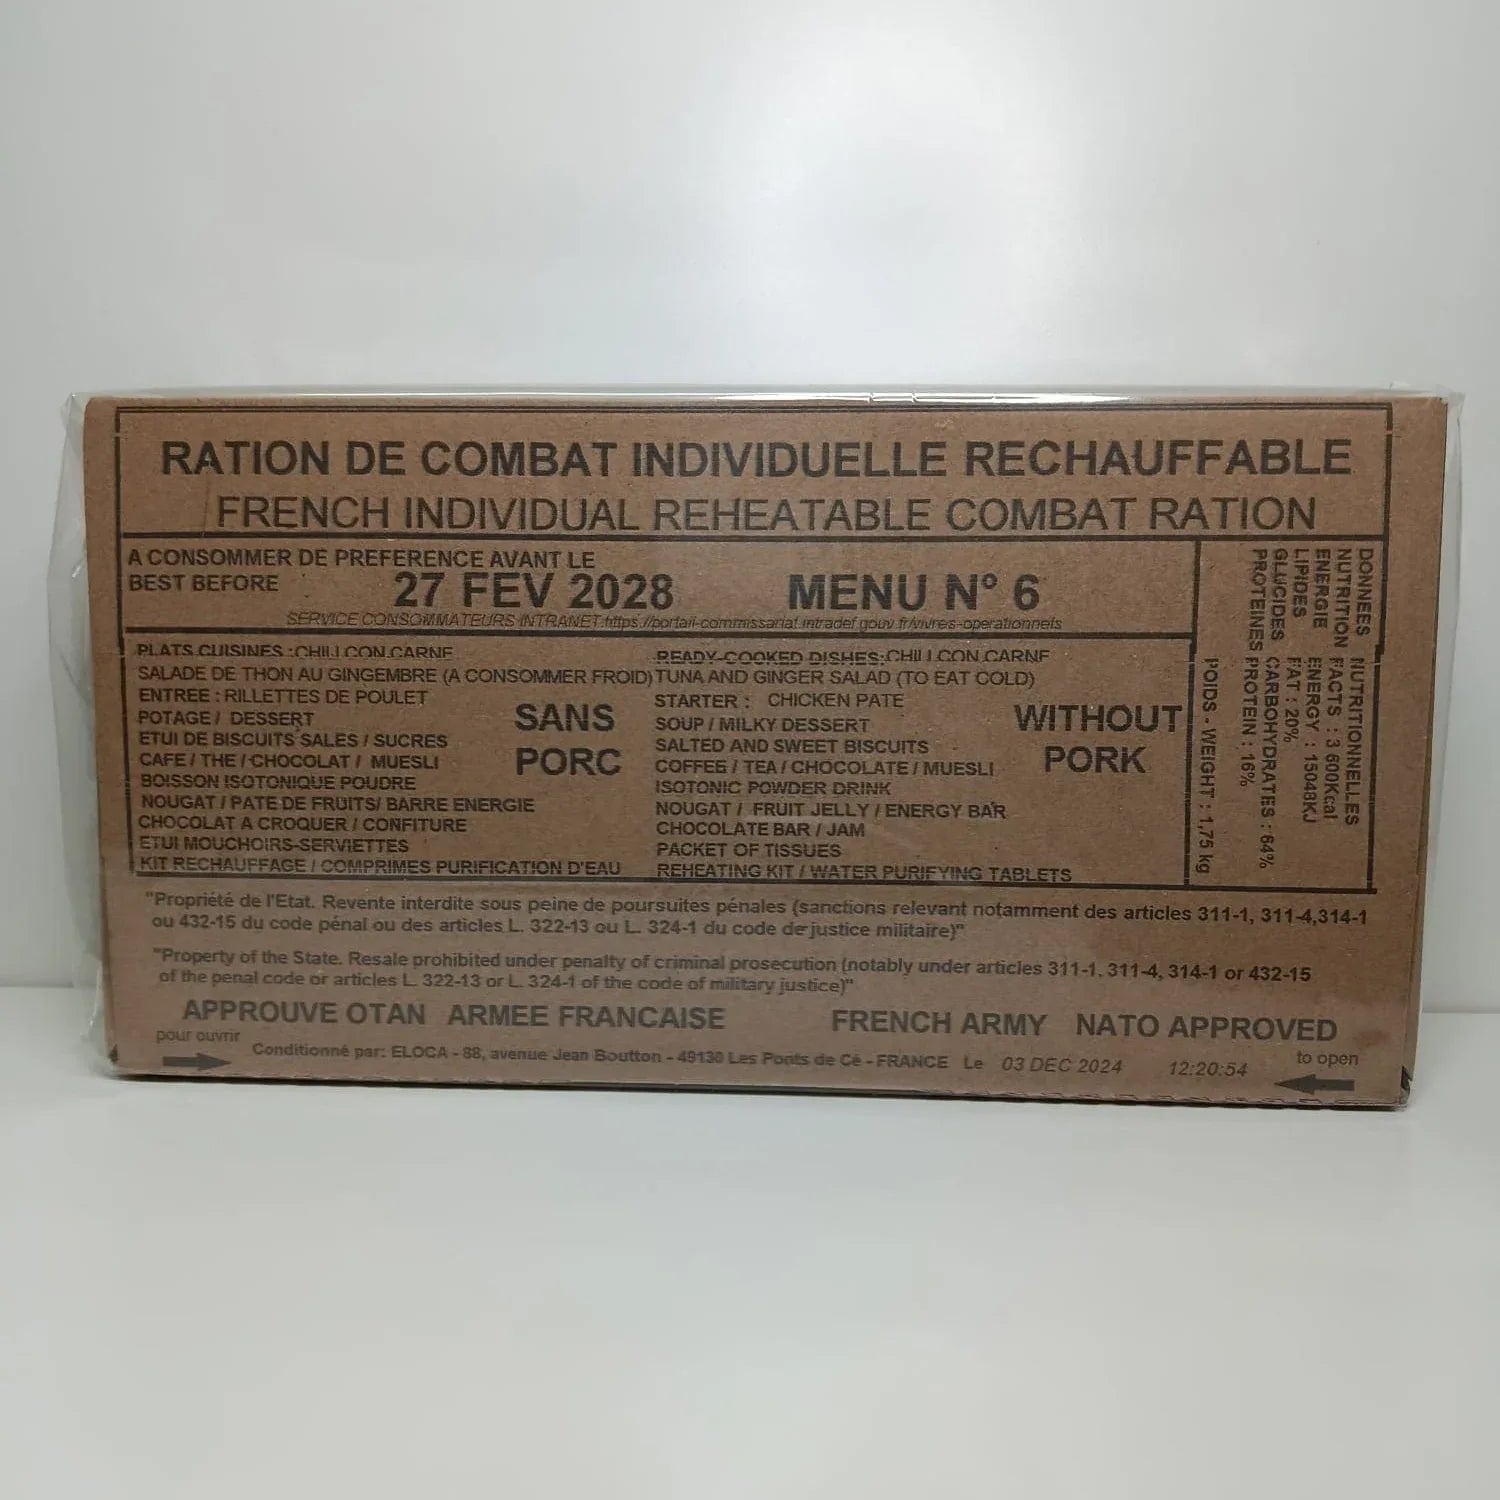 RATION DE COMBAT INDIVIDUELLE RECHAUFFABLE
FRENCH INDIVIDUAL REHEATABLE COMBAT RATION
A CONSOMMER DE PREFERENCE AVANT LE
BEST BEFORE
27 FEV 2028
MENU N° 6
SERVICE CONSOMMATEURS INTRANET:https://portail-commissariat.intradef.gouv.fr/vivres-operationnels
PLATS CUISINES :CHILI CON CARNE
SALADE DE THON AU GINGEMBRE (A CONSOMMER FROID)
ENTREE : RILLETTES DE POULET
POTAGE / DESSERT
ETUI DE BISCUITS SALES / SUCRES
CAFE / THE / CHOCOLAT / MUESLI
BOISSON ISOTONIQUE POUDRE
NOUGAT / PATE DE FRUITS/ BARRE ENERGIE
CHOCOLAT A CROQUER / CONFITURE
ETUI MOUCHOIRS-SERVIETTES
KIT RECHAUFFAGE / COMPRIMES PURIFICATION D'EAU
SANS
PORC
READY-COOKED DISHES:CHILI CON CARNE
TUNA AND GINGER SALAD (TO EAT COLD)
STARTER : CHICKEN PATE
SOUP / MILKY DESSERT
SALTED AND SWEET BISCUITS
COFFEE / TEA / CHOCOLATE / MUESLI
ISOTONIC POWDER DRINK
NOUGAT / FRUIT JELLY / ENERGY BAR
CHOCOLATE BAR / JAM
PACKET OF TISSUES
REHEATING KIT / WATER PURIFYING TABLETS
WITHOUT
PORK
DONNEES NUTRITIONNELLES
NUTRITION FACTS : 3 600Kcal
ENERGIE ENERGY : 15048KJ
LIPIDES FAT : 20%
GLUCIDES CARBOHYDRATES : 64%
PROTEINES PROTEIN : 16%
POIDS - WEIGHT : 1,75 kg
"Propriété de l'Etat. Revente interdite sous peine de poursuites pénales (sanctions relevant notamment des articles 311-1, 311-4,314-1
ou 432-15 du code pénal ou des articles L. 322-13 ou L. 324-1 du code de justice militaire)"
"Property of the State. Resale prohibited under penalty of criminal prosecution (notably under articles 311-1. 311-4, 314-1 or 432-15
of the penal code or articles L. 322-13 or L. 324-1 of the code of military justice)"
APPROUVE OTAN ARMEE FRANCAISE
FRENCH ARMY NATO APPROVED
pour ouvrir
Conditionné par: ELOCA - 88, avenue Jean Boutton - 49130 Les Ponts de Cé - FRANCE Le 03 DEC 2024 12:20:54
to open